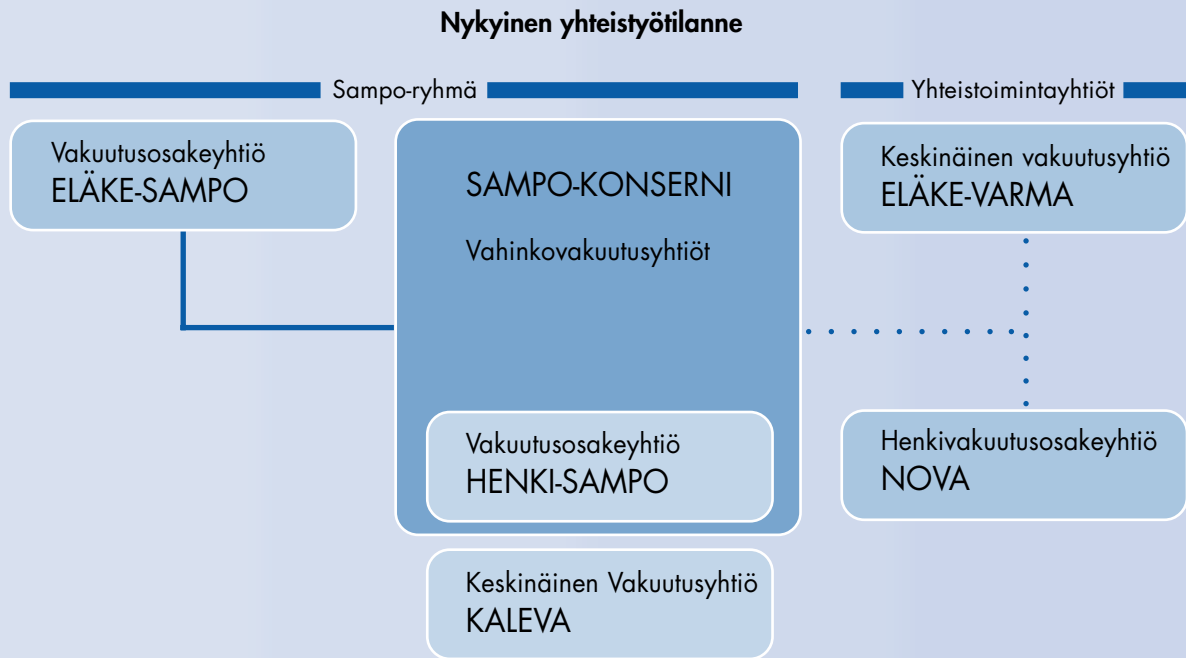 Nykyinen yhteistyötilanne
Sampo-ryhmä
Yhteistoimintayhtiöt
Vakuutusosakeyhtiö
ELÄKE-SAMPO
SAMPO-KONSERNI
Vahinkovakuutusyhtiöt
Keskinäinen vakuutusyhtiö
ELÄKE-VARMA
Vakuutusosakeyhtiö
HENKI-SAMPO
Henkivakuutusosakeyhtiö
NOVA
Keskinäinen Vakuutusyhtiö
KALEVA